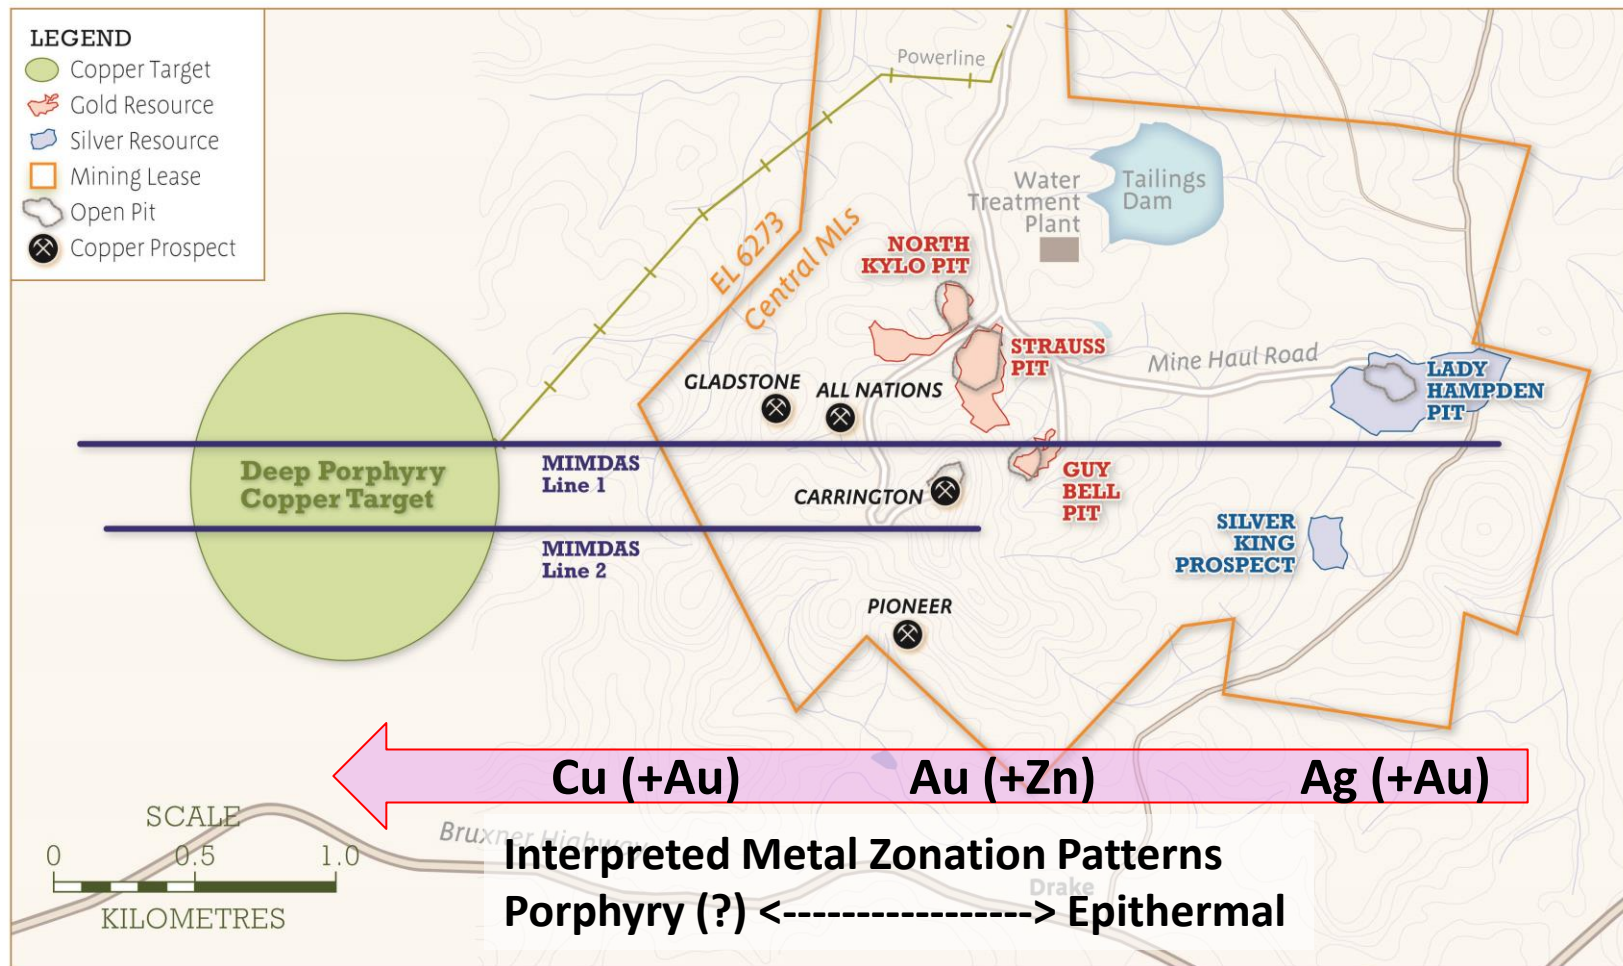 LEGEND
Copper Target
Gold Resource
Silver Resource
Mining Lease
Open Pit
Copper Prospect
Powerline
Water
Treatment
Plant
Tailings
Dam
EL 6273
Central MLs
NORTH
KYLO PIT
STRAUSS
PIT
Mine Haul Road
LADY
HAMPDEN
PIT
GLADSTONE
ALL NATIONS
Deep Porphyry
Copper Target
MIMDAS
Line 1
CARRINGTON
GUY
BELL
PIT
SILVER
KING
PROSPECT
MIMDAS
Line 2
PIONEER
Cu (+Au)
Au (+Zn)
Ag (+Au)
SCALE
0 0.5 1.0
KILOMETRES
Bruxner Highway
Interpreted Metal Zonation Patterns
Drake
Porphyry (?) <-----------------> Epithermal